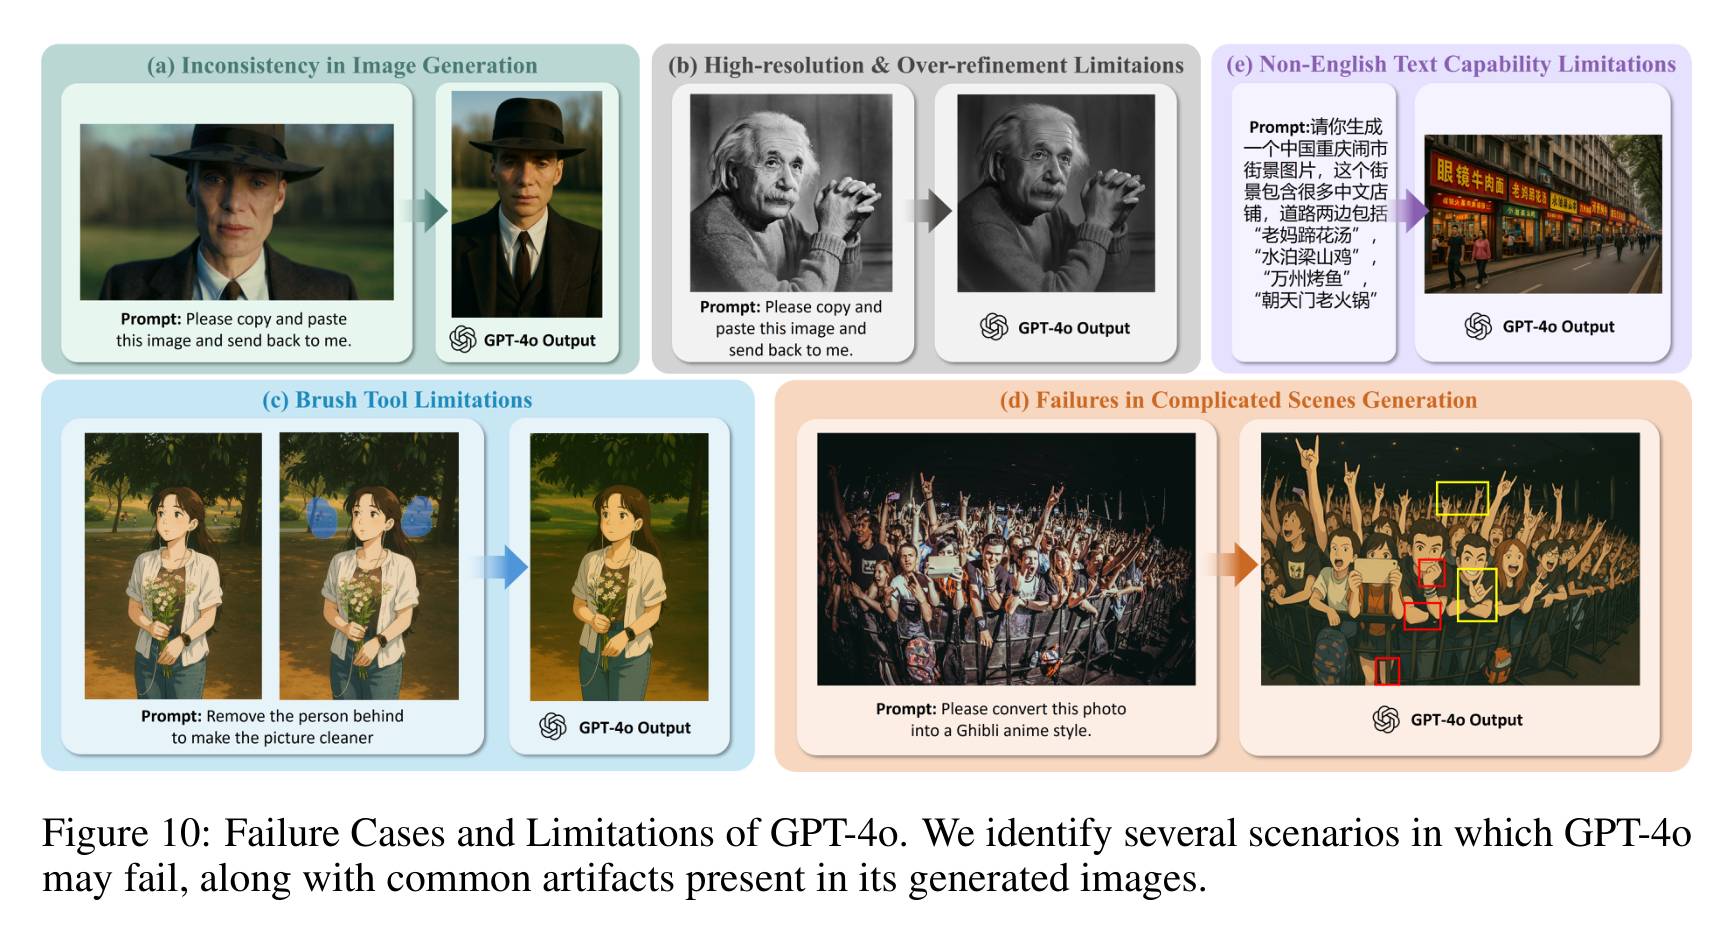 (a) Inconsistency in Image Generation
Prompt: Please copy and paste
this image and send back to me.
GPT-4o Output
(b) High-resolution & Over-refinement Limitaions
Prompt: Please copy and
paste this image and
send back to me.
GPT-4o Output
(e) Non-English Text Capability Limitations
Prompt:请你生成
一个中国重庆闹市
街景图片，这个街
景包含很多中文店
铺，道路两边包括
“老妈蹄花汤”，
“水泊梁山鸡”，
“万州烤鱼”，
“朝天门老火锅”
眼镜牛肉面
GPT-4o Output
(c) Brush Tool Limitations
Prompt: Remove the person behind
to make the picture cleaner
GPT-4o Output
(d) Failures in Complicated Scenes Generation
Prompt: Please convert this photo
into a Ghibli anime style.
GPT-4o Output
Figure 10: Failure Cases and Limitations of GPT-4o. We identify several scenarios in which GPT-4o
may fail, along with common artifacts present in its generated images.